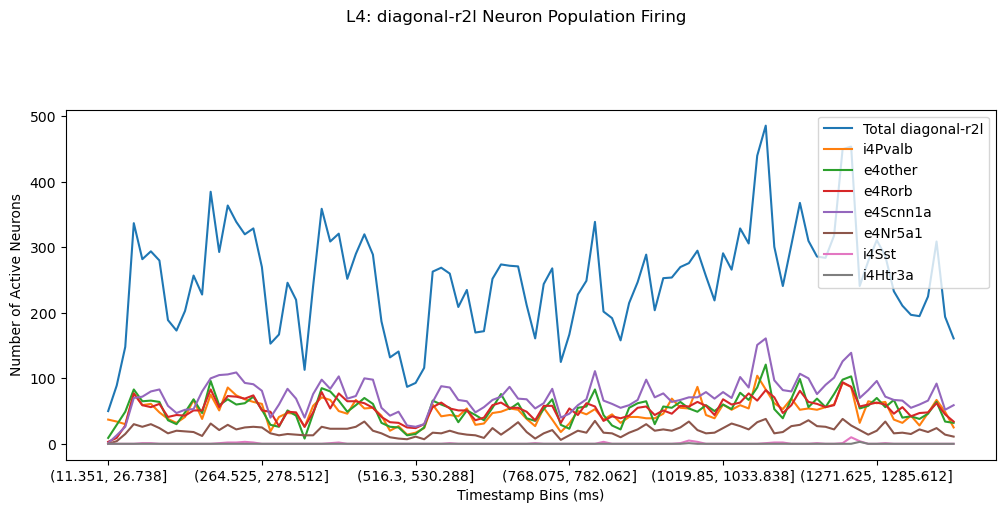 L4: diagonal-r2l Neuron Population Firing
500
400
300
200
100
0
Number of Active Neurons
Total diagonal-r2l
i4Pvalb
e4other
e4Rorb
e4Scnn1a
e4Nr5a1
i4Sst
i4Htr3a
(11.351, 26.738]
(264.525, 278.512]
(516.3, 530.288]
(768.075, 782.062]
(1019.85, 1033.838]
(1271.625, 1285.612]
Timestamp Bins (ms)